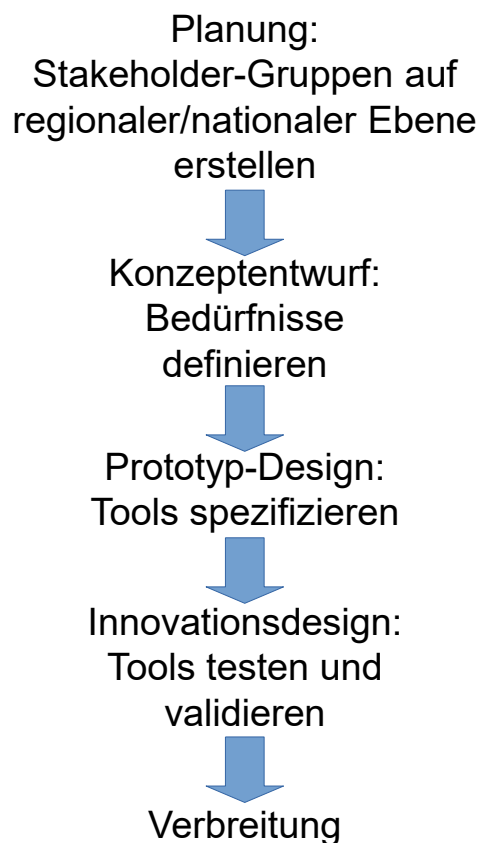 Planung:
Stakeholder-Gruppen auf
regionaler/nationaler Ebene
erstellen
Konzeptentwurf:
Bedürfnisse
definieren
Prototyp-Design:
Tools spezifizieren
Innovationsdesign:
Tools testen und
validieren
Verbreitung